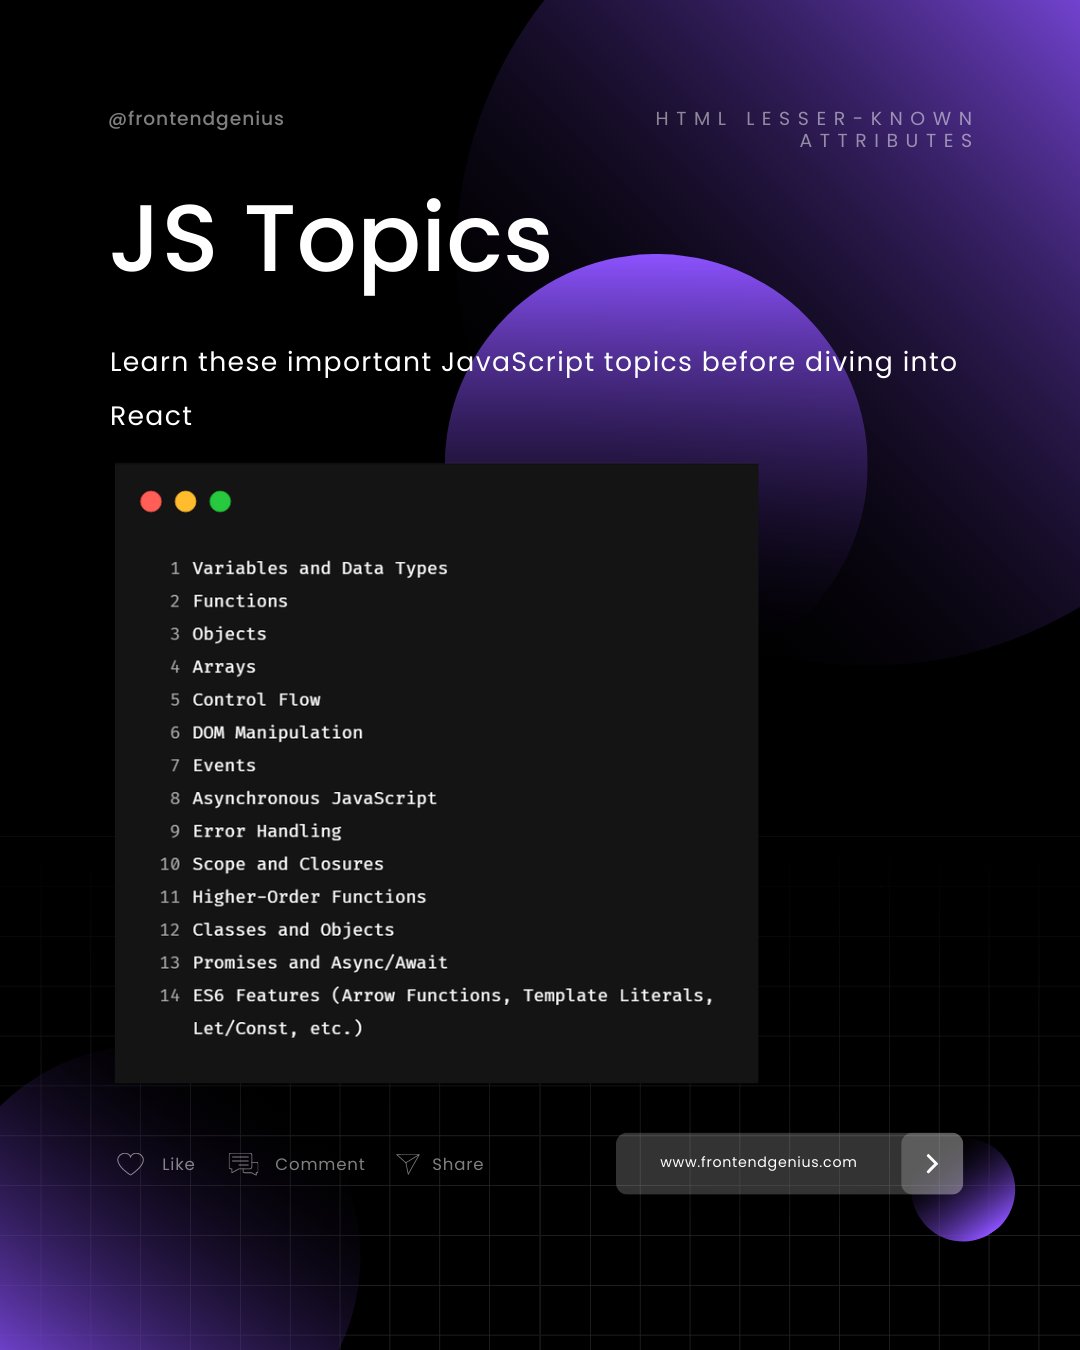 @frontendgenius
HTML LESSER-KNOWN
ATTRIBUTES
JS Topics
Learn these important JavaScript topics before diving into
React
1 Variables and Data Types
2 Functions
3 Objects
4 Arrays
5 Control Flow
6 DOM Manipulation
7 Events
8 Asynchronous JavaScript
9 Error Handling
10 Scope and Closures
11 Higher-Order Functions
12 Classes and Objects
13 Promises and Async/Await
14 ES6 Features (Arrow Functions, Template Literals,
Let/Const, etc.)
Like Comment Share
www.frontendgenius.com